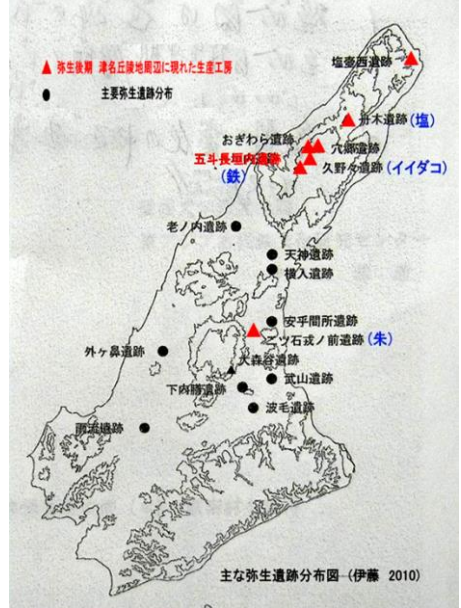 ▲ 弥生後期 津名丘陵地周辺に現れた生産工房
● 主要弥生遺跡分布
塩壺西遺跡
舟木遺跡(塩)
おぎわら遺跡
穴郷遺跡
五斗長垣内遺跡
(鉄)
久野々遺跡(イイダコ)
老ノ内遺跡
天神遺跡
横入遺跡
安乎間所遺跡
二ツ石戎ノ前遺跡(朱)
外ヶ鼻遺跡
大森谷遺跡
下内膳遺跡
武山遺跡
波毛遺跡
雨流遺跡
主な弥生遺跡分布図 (伊藤 2010)